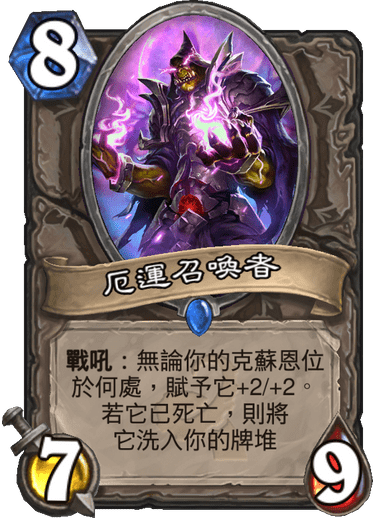 8
厄運召喚者
戰吼：無論你的克蘇恩位
於何處，賦予它+2/+2。
若它已死亡，則將
它洗入你的牌堆
7
9